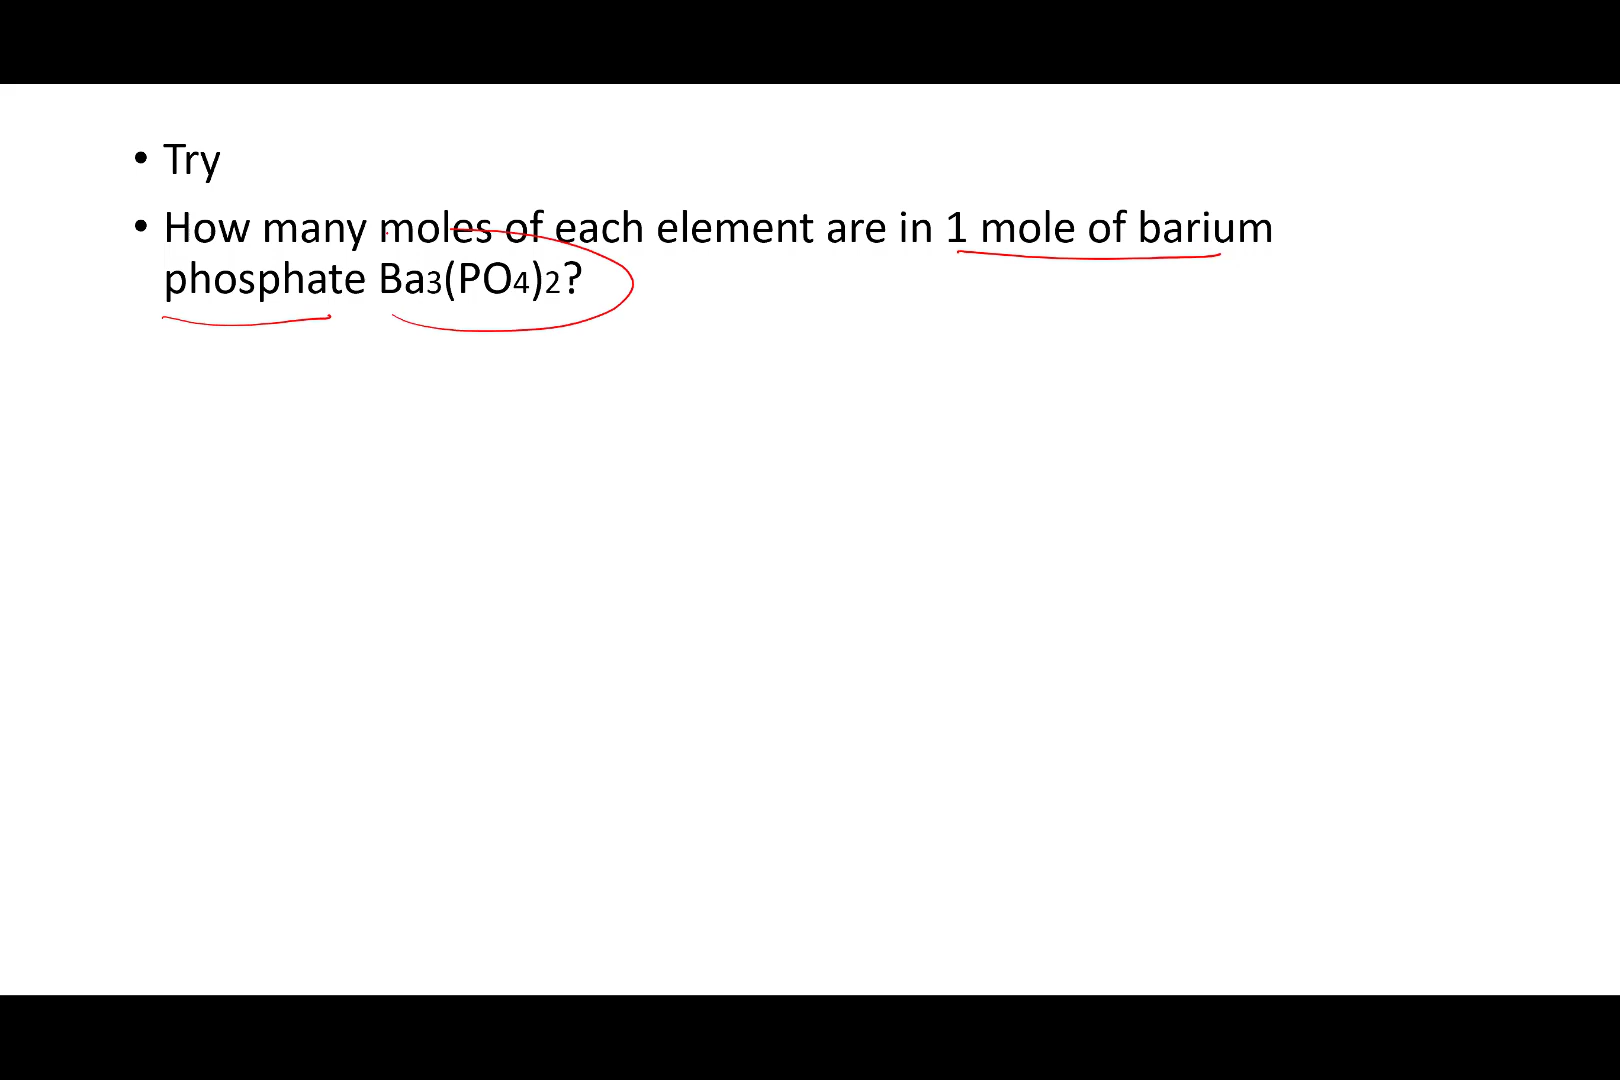 • Try
• How many moles of each element are in 1 mole of barium
phosphate Ba3(PO4)2?